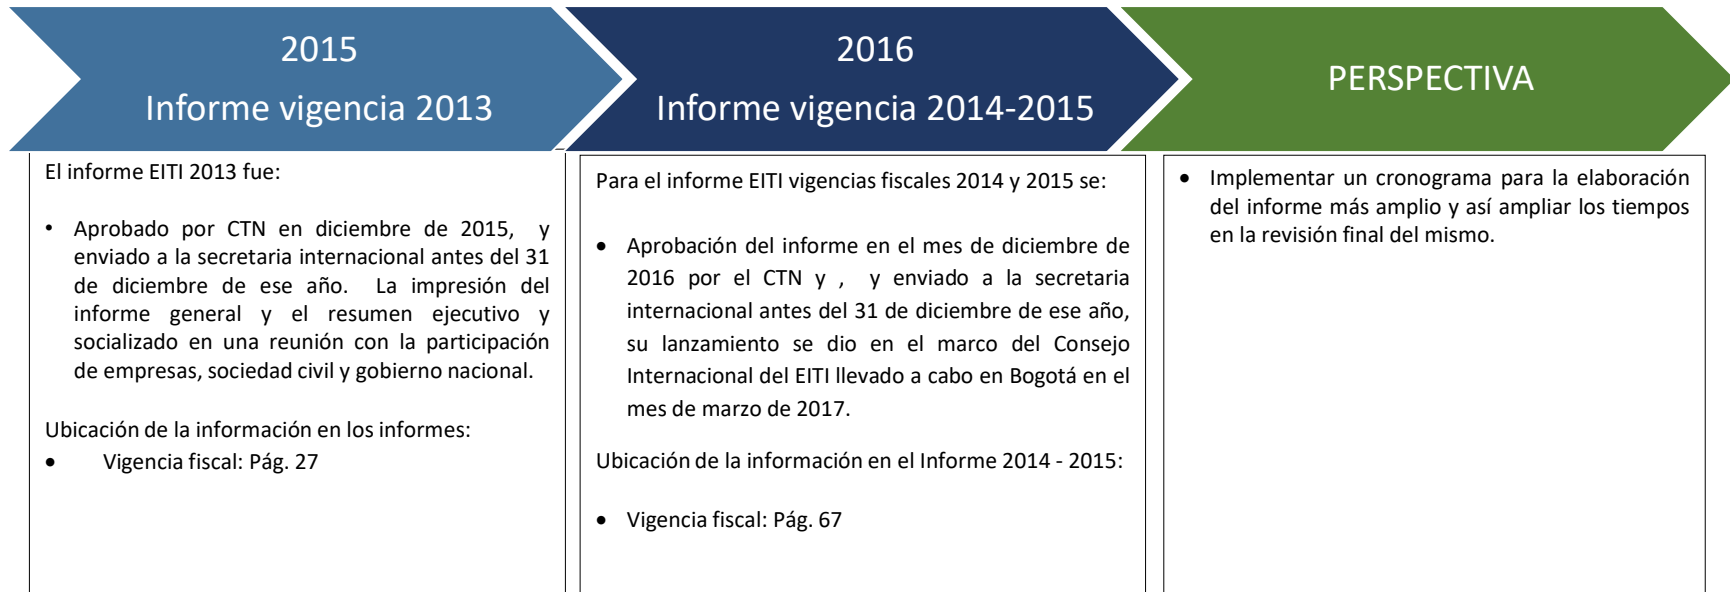 2015
Informe vigencia 2013
El informe EITI 2013 fue:
• Aprobado por CTN en diciembre de 2015, y
enviado a la secretaria internacional antes del 31
de diciembre de ese año. La impresión del
informe general y el resumen ejecutivo y
socializado en una reunión con la participación
de empresas, sociedad civil y gobierno nacional.
Ubicación de la información en los informes:
• Vigencia fiscal: Pág. 27
2016
Informe vigencia 2014-2015
Para el informe EITI vigencias fiscales 2014 y 2015 se:
• Aprobación del informe en el mes de diciembre de
2016 por el CTN y , y enviado a la secretaria
internacional antes del 31 de diciembre de ese año,
su lanzamiento se dio en el marco del Consejo
Internacional del EITI llevado a cabo en Bogotá en el
mes de marzo de 2017.
Ubicación de la información en el Informe 2014 - 2015:
• Vigencia fiscal: Pág. 67
PERSPECTIVA
• Implementar un cronograma para la elaboración
del informe más amplio y así ampliar los tiempos
en la revisión final del mismo.